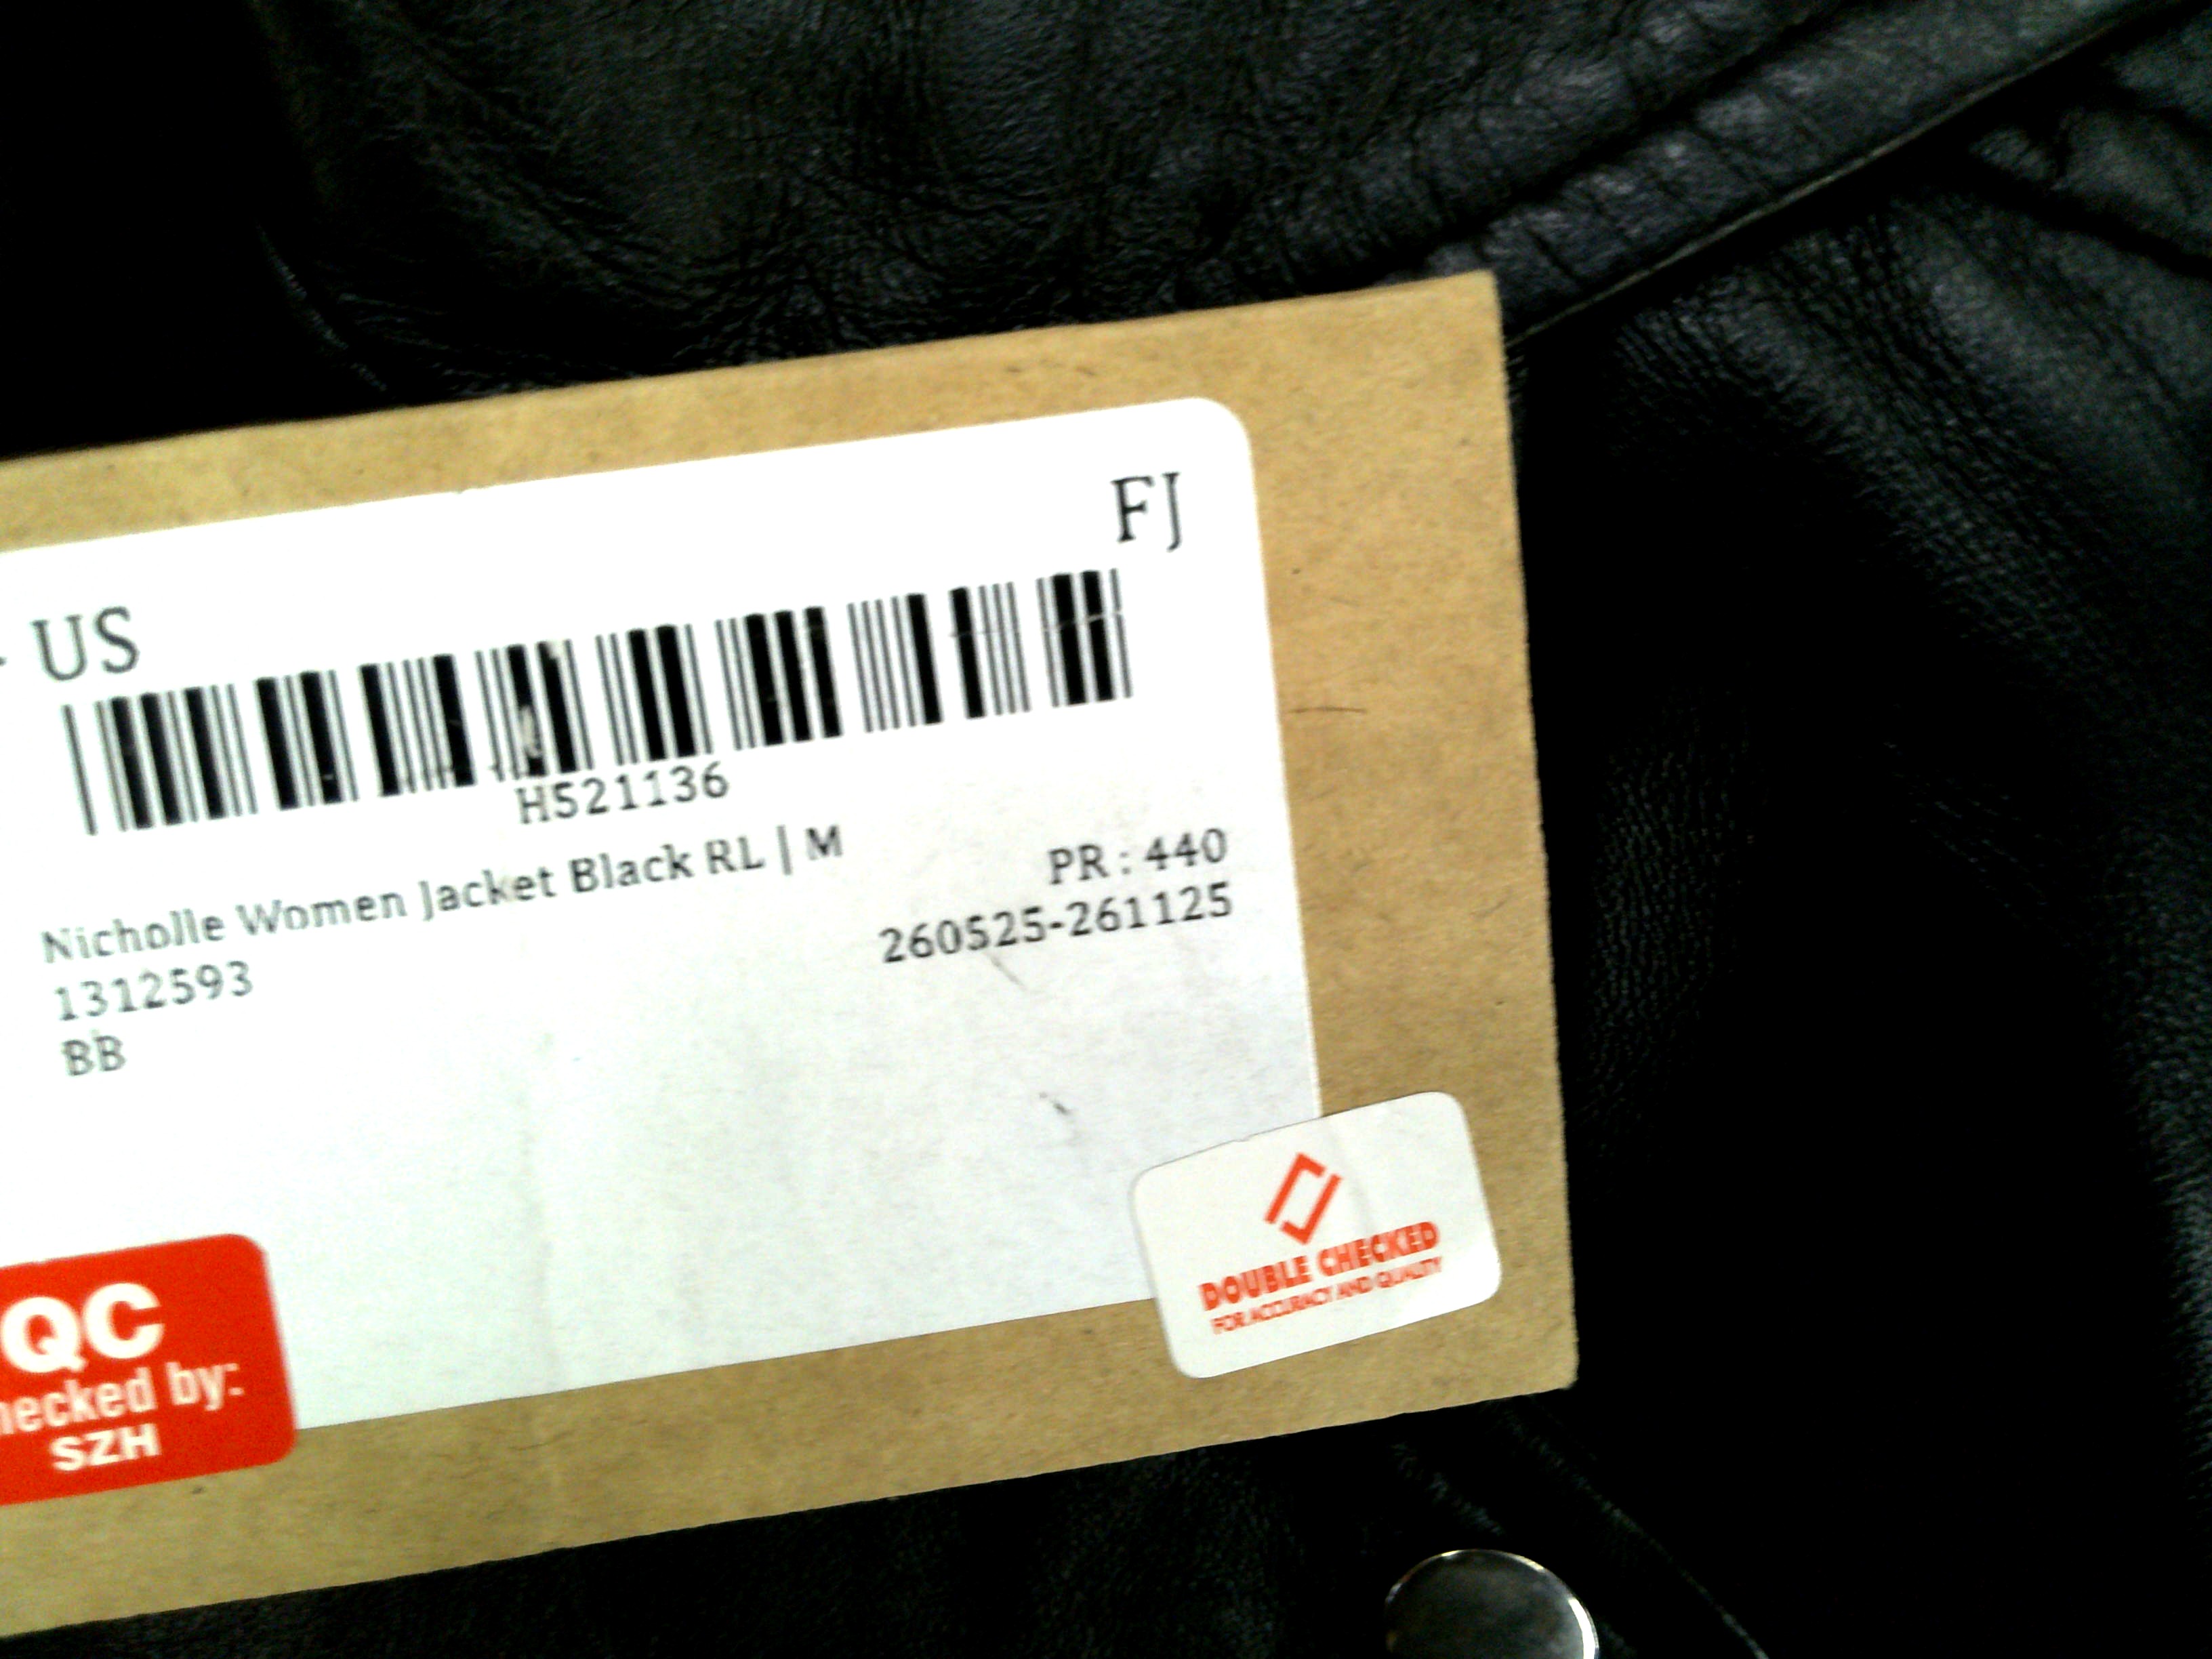 US
FJ
H521136
Nicholle Women Jacket Black RL | M
PR : 440
1312593
260525-261125
BB
DOUBLE CHECKED
FOR ACCURACY AND QUALITY
QC
hecked by:
SZH